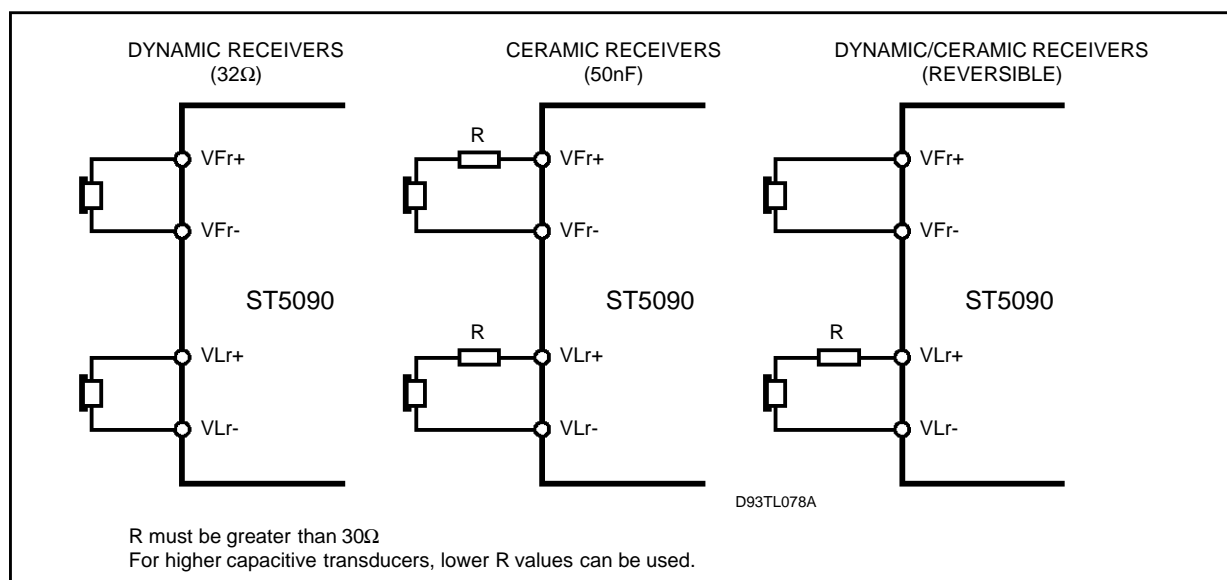 DYNAMIC RECEIVERS
(32Ω)
VFr+
VFr-
ST5090
VLr+
VLr-
CERAMIC RECEIVERS
(50nF)
R
VFr+
VFr-
ST5090
R
VLr+
VLr-
DYNAMIC/CERAMIC RECEIVERS
(REVERSIBLE)
VFr+
VFr-
ST5090
R
VLr+
VLr-
D93TL078A
R must be greater than 30Ω
For higher capacitive transducers, lower R values can be used.